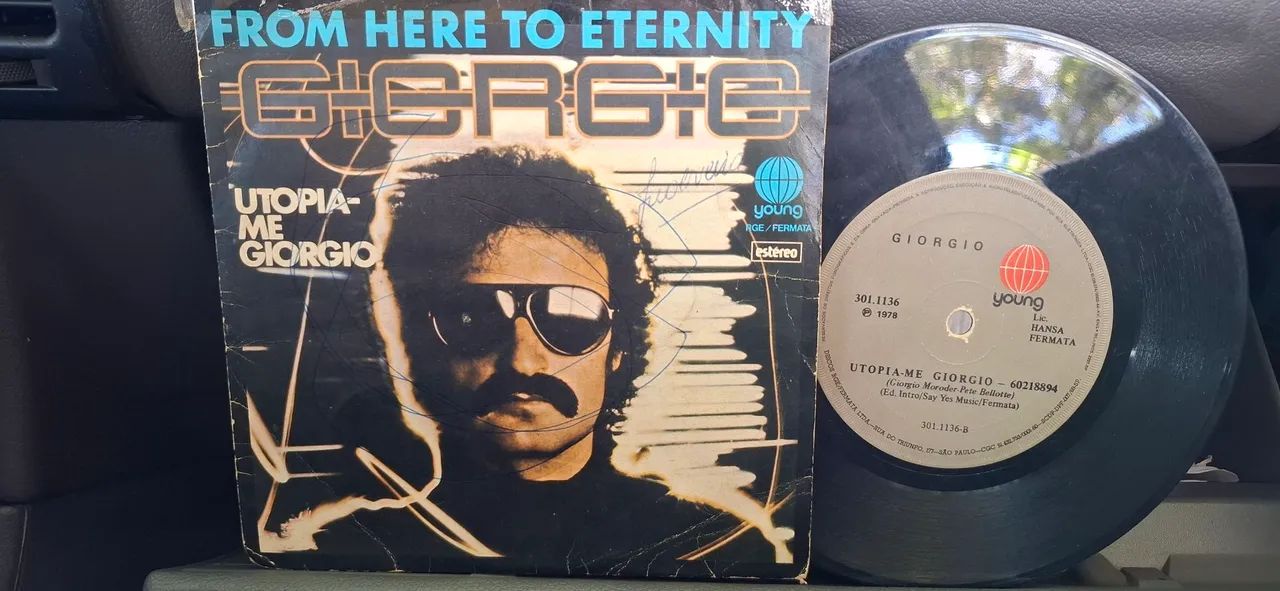 FROM HERE TO ETERNITY
GIORGIO
UTOPIA-
ME
GIORGIO
young
RGE / FERMATA
estéreo
GIORGIO
young
301.1136
Ⓟ 1978
Lic.
HANSA
FERMATA
UTOPIA-ME GIORGIO – 60218894
(Giorgio Moroder-Pete Bellotte)
(Ed. Intro/Say Yes Music/Fermata)
301.1136-B